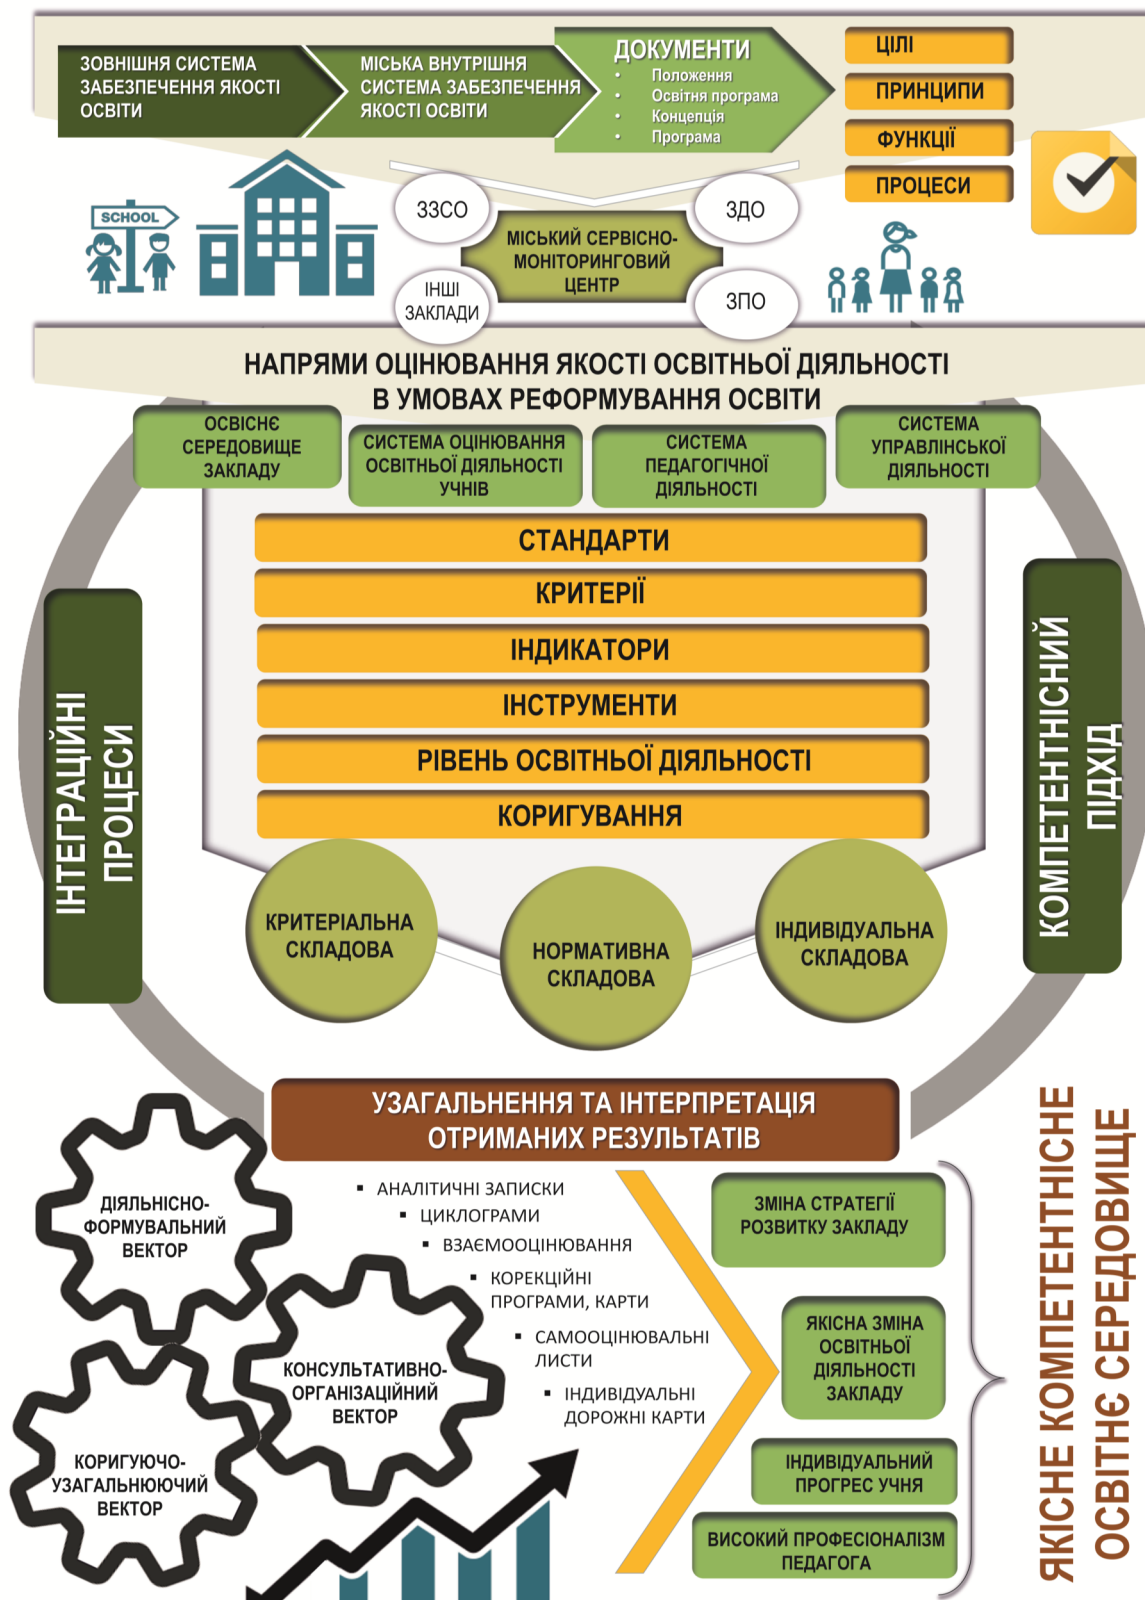 ЗОВНІШНЯ СИСТЕМА
ЗАБЕЗПЕЧЕННЯ ЯКОСТІ
ОСВІТИ
МІСЬКА ВНУТРІШНЯ
СИСТЕМА ЗАБЕЗПЕЧЕННЯ
ЯКОСТІ ОСВІТИ
ДОКУМЕНТИ
• Положення
• Освітня програма
• Концепція
• Програма
ЦІЛІ
ПРИНЦИПИ
ФУНКЦІЇ
ПРОЦЕСИ
SCHOOL
ЗЗСО
ЗДО
МІСЬКИЙ СЕРВІСНО-
МОНІТОРИНГОВИЙ
ЦЕНТР
ІНШІ
ЗАКЛАДИ
ЗПО
НАПРЯМИ ОЦІНЮВАННЯ ЯКОСТІ ОСВІТНЬОЇ ДІЯЛЬНОСТІ
В УМОВАХ РЕФОРМУВАННЯ ОСВІТИ
ОСВІСНЄ
СЕРЕДОВИЩЕ
ЗАКЛАДУ
СИСТЕМА ОЦІНЮВАННЯ
ОСВІТНЬОЇ ДІЯЛЬНОСТІ
УЧНІВ
СИСТЕМА
ПЕДАГОГІЧНОЇ
ДІЯЛЬНОСТІ
СИСТЕМА
УПРАВЛІНСЬКОЇ
ДІЯЛЬНОСТІ
СТАНДАРТИ
КРИТЕРІЇ
ІНДИКАТОРИ
ІНСТРУМЕНТИ
РІВЕНЬ ОСВІТНЬОЇ ДІЯЛЬНОСТІ
КОРИГУВАННЯ
ІНТЕГРАЦІЙНІ
ПРОЦЕСИ
КОМПЕТЕНТНІСНИЙ
ПІДХІД
КРИТЕРІАЛЬНА
СКЛАДОВА
НОРМАТИВНА
СКЛАДОВА
ІНДИВІДУАЛЬНА
СКЛАДОВА
УЗАГАЛЬНЕННЯ ТА ІНТЕРПРЕТАЦІЯ
ОТРИМАНИХ РЕЗУЛЬТАТІВ
ДІЯЛЬНІСНО-
ФОРМУВАЛЬНИЙ
ВЕКТОР
КОНСУЛЬТАТИВНО-
ОРГАНІЗАЦІЙНИЙ
ВЕКТОР
КОРИГУЮЧО-
УЗАГАЛЬНЮЮЧИЙ
ВЕКТОР
▪ АНАЛІТИЧНІ ЗАПИСКИ
▪ ЦИКЛОГРАМИ
▪ ВЗАЄМООЦІНЮВАННЯ
▪ КОРЕКЦІЙНІ
ПРОГРАМИ, КАРТИ
▪ САМООЦІНЮВАЛЬНІ
ЛИСТИ
▪ ІНДИВІДУАЛЬНІ
ДОРОЖНІ КАРТИ
ЗМІНА СТРАТЕГІЇ
РОЗВИТКУ ЗАКЛАДУ
ЯКІСНА ЗМІНА
ОСВІТНЬОЇ
ДІЯЛЬНОСТІ
ЗАКЛАДУ
ІНДИВІДУАЛЬНИЙ
ПРОГРЕС УЧНЯ
ВИСОКИЙ ПРОФЕСІОНАЛІЗМ
ПЕДАГОГА
ЯКІСНЕ КОМПЕТЕНТНІСНЕ
ОСВІТНЄ СЕРЕДОВИЩЕ